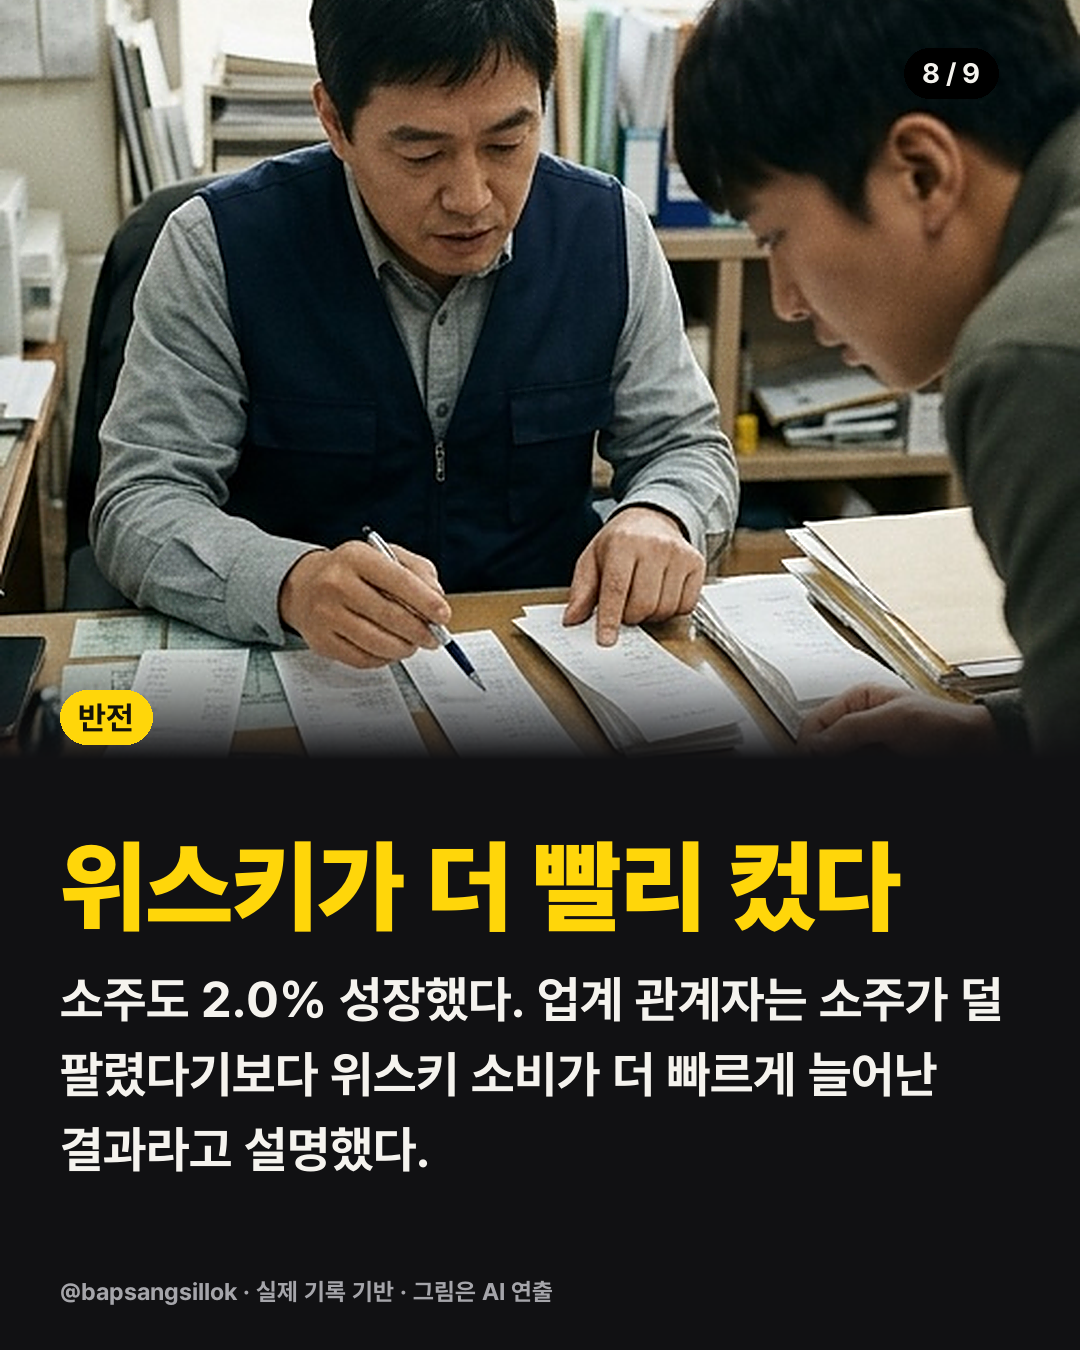 8 / 9
반전
위스키가 더 빨리 컸다
소주도 2.0% 성장했다. 업계 관계자는 소주가 덜
팔렸다기보다 위스키 소비가 더 빠르게 늘어난
결과라고 설명했다.
@bapsangsillok · 실제 기록 기반 · 그림은 AI 연출